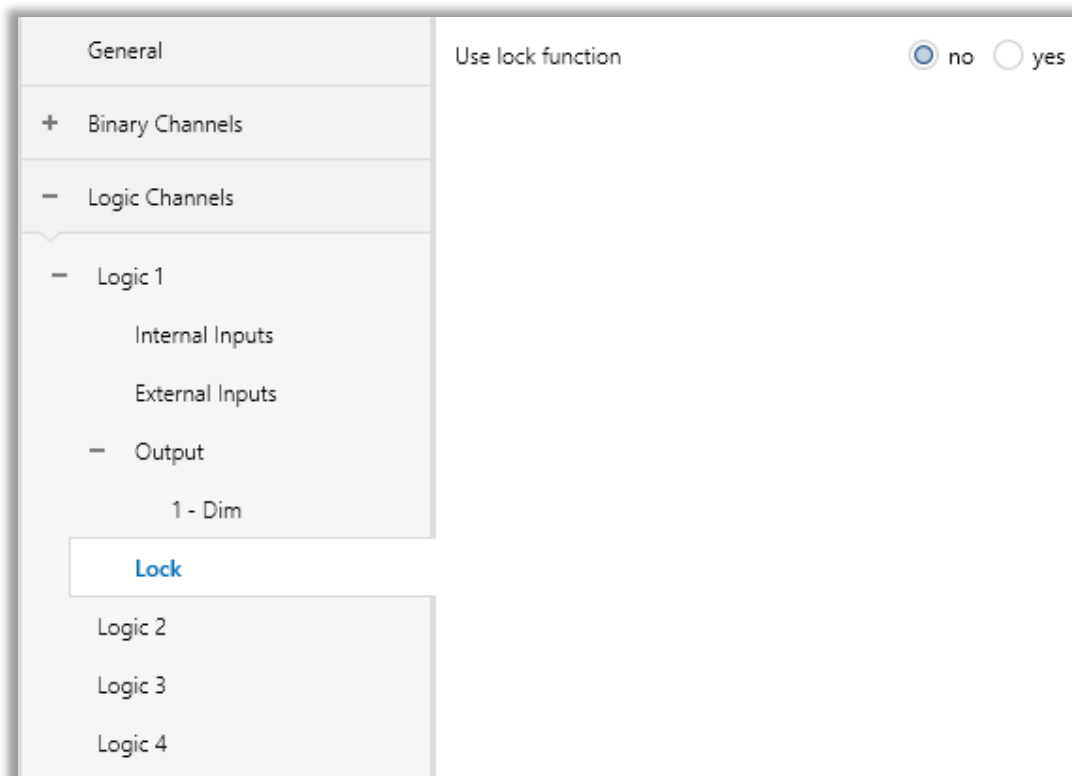 General
Use lock function no yes
+ Binary Channels
− Logic Channels
− Logic 1
Internal Inputs
External Inputs
− Output
1 - Dim
Lock
Logic 2
Logic 3
Logic 4